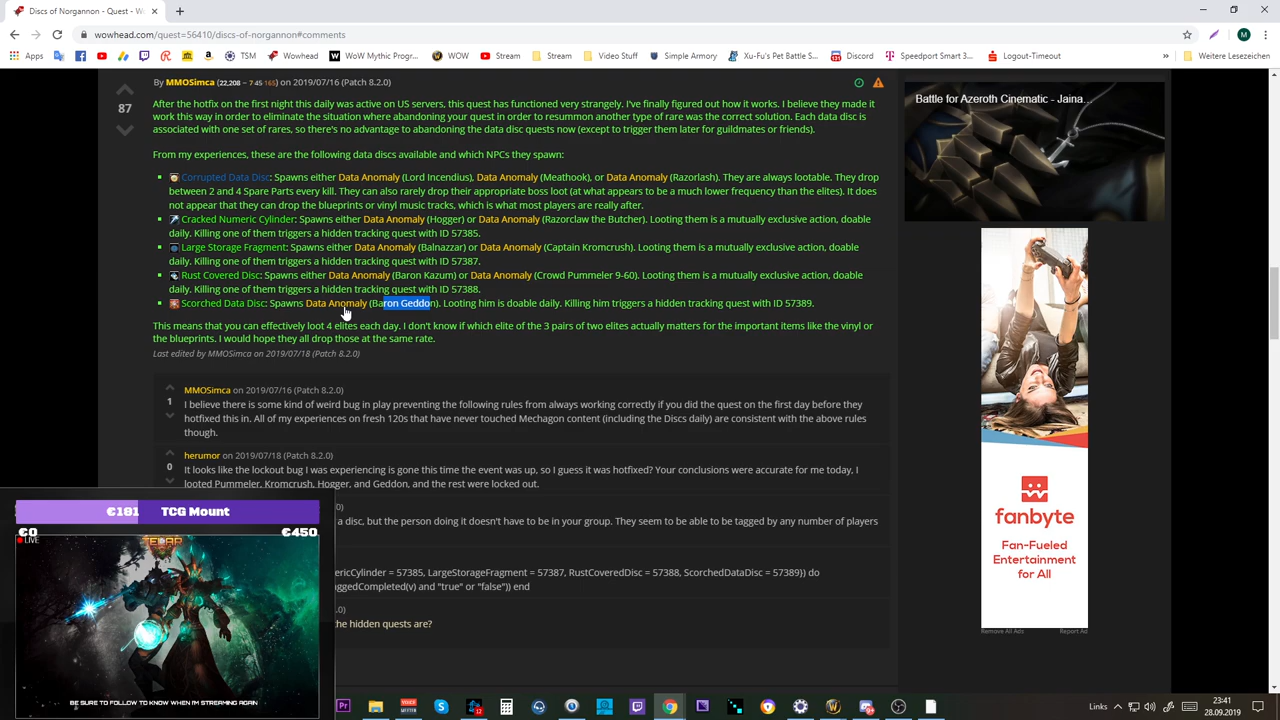 Discs of Norgannon - Quest - W
wowhead.com/quest=56410/discs-of-norgannon#comments
M
Apps
TSM
Wowhead
WoW Mythic Progr...
WOW
Stream
Stream
Video Stuff
Simple Armory
Xu-Fu's Pet Battle S...
Discord
Speedport Smart 3...
Logout-Timeout
» Weitere Lesezeichen
By MMOSimca (22,208 – 7 45 165) on 2019/07/16 (Patch 8.2.0)
87
After the hotfix on the first night this daily was active on US servers, this quest has functioned very strangely. I've finally figured out how it works. I believe they made it
work this way in order to eliminate the situation where abandoning your quest in order to resummon another type of rare was the correct solution. Each data disc is
associated with one set of rares, so there's no advantage to abandoning the data disc quests now (except to trigger them later for guildmates or friends).
From my experiences, these are the following data discs available and which NPCs they spawn:
Corrupted Data Disc: Spawns either Data Anomaly (Lord Incendius), Data Anomaly (Meathook), or Data Anomaly (Razorlash). They are always lootable. They drop
between 2 and 4 Spare Parts every kill. They can also rarely drop their appropriate boss loot (at what appears to be a much lower frequency than the elites). It does
not appear that they can drop the blueprints or vinyl music tracks, which is what most players are really after.
Cracked Numeric Cylinder: Spawns either Data Anomaly (Hogger) or Data Anomaly (Razorclaw the Butcher). Looting them is a mutually exclusive action, doable
daily. Killing one of them triggers a hidden tracking quest with ID 57385.
Large Storage Fragment: Spawns either Data Anomaly (Balnazzar) or Data Anomaly (Captain Kromcrush). Looting them is a mutually exclusive action, doable
daily. Killing one of them triggers a hidden tracking quest with ID 57387.
Rust Covered Disc: Spawns either Data Anomaly (Baron Kazum) or Data Anomaly (Crowd Pummeler 9-60). Looting them is a mutually exclusive action, doable
daily. Killing one of them triggers a hidden tracking quest with ID 57388.
Scorched Data Disc: Spawns Data Anomaly (Baron Geddon). Looting him is doable daily. Killing him triggers a hidden tracking quest with ID 57389.
This means that you can effectively loot 4 elites each day. I don't know if which elite of the 3 pairs of two elites actually matters for the important items like the vinyl or
the blueprints. I would hope they all drop those at the same rate.
Last edited by MMOSimca on 2019/07/18 (Patch 8.2.0)
MMOSimca on 2019/07/16 (Patch 8.2.0)
1
I believe there is some kind of weird bug in play preventing the following rules from always working correctly if you did the quest on the first day before they
hotfixed this in. All of my experiences on fresh 120s that have never touched Mechagon content (including the Discs daily) are consistent with the above rules
though.
herumor on 2019/07/18 (Patch 8.2.0)
0
It looks like the lockout bug I was experiencing is gone this time the event was up, so I guess it was hotfixed? Your conclusions were accurate for me today, I
looted Pummeler, Kromcrush, Hogger, and Geddon, and the rest were locked out.
.0)
a disc, but the person doing it doesn't have to be in your group. They seem to be able to be tagged by any number of players
ericCylinder = 57385, LargeStorageFragment = 57387, RustCoveredDisc = 57388, ScorchedDataDisc = 57389}) do
aggedCompleted(v) and "true" or "false")) end
.0)
the hidden quests are?
Battle for Azeroth Cinematic - Jaina...
fanbyte
Fan-Fueled
Entertainment
for All
Remove All Ads
Report Ad
€181
TCG Mount
€0
€450
LIVE
BE SURE TO FOLLOW TO KNOW WHEN I'M STREAMING AGAIN
12
Links »
23:41
28.09.2019